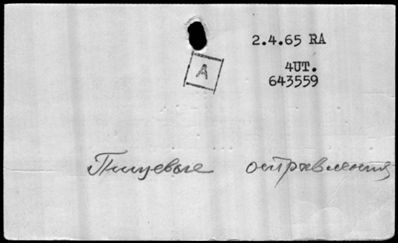 2.4.65 RA
A
4UT.
643559
Пищевые отравления